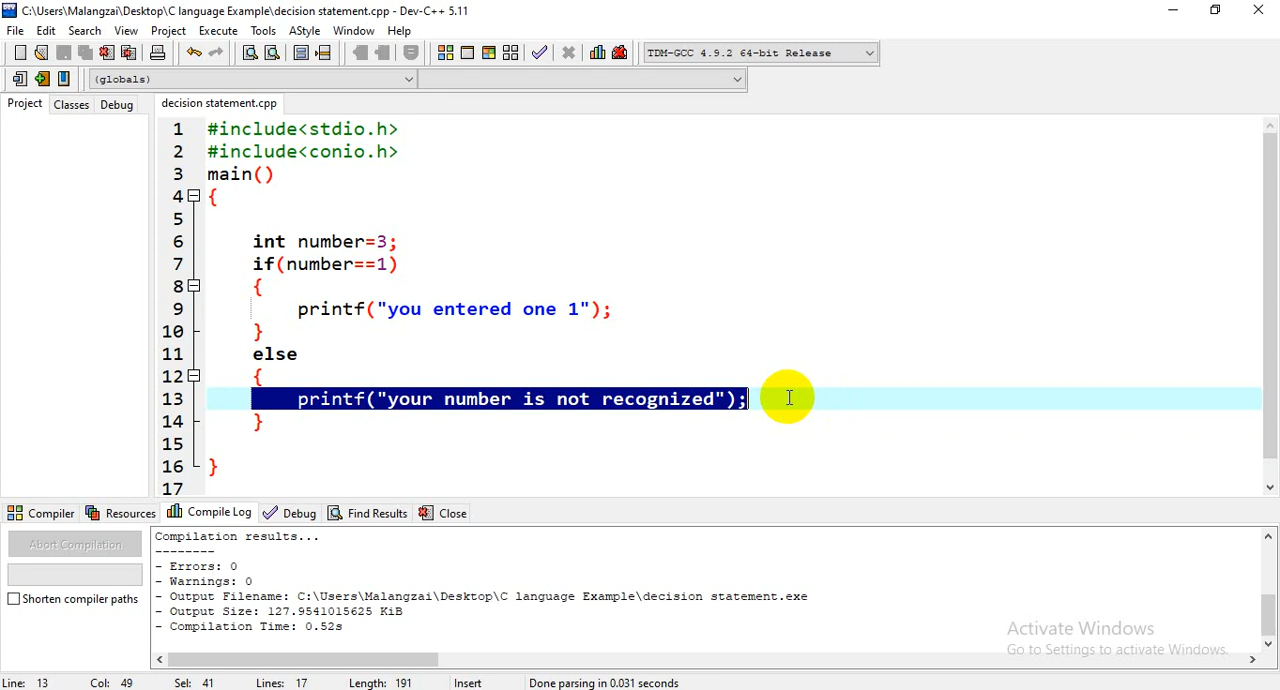 C:\Users\Malangzai\Desktop\C language Example\decision statement.cpp - Dev-C++ 5.11
File Edit Search View Project Execute Tools AStyle Window Help
TDM-GCC 4.9.2 64-bit Release
(globals)
Project Classes Debug decision statement.cpp
1 #include<stdio.h>
2 #include<conio.h>
3 main()
4 {
5
6 int number=3;
7 if(number==1)
8 {
9 printf("you entered one 1");
10 }
11 else
12 {
13 printf("your number is not recognized");
14 }
15
16 }
17
Compiler Resources Compile Log Debug Find Results Close
Abort Compilation
Shorten compiler paths
Compilation results...
--------
- Errors: 0
- Warnings: 0
- Output Filename: C:\Users\Malangzai\Desktop\C language Example\decision statement.exe
- Output Size: 127.9541015625 KiB
- Compilation Time: 0.52s
Activate Windows
Go to Settings to activate Windows.
Line: 13 Col: 49 Sel: 41 Lines: 17 Length: 191 Insert Done parsing in 0.031 seconds